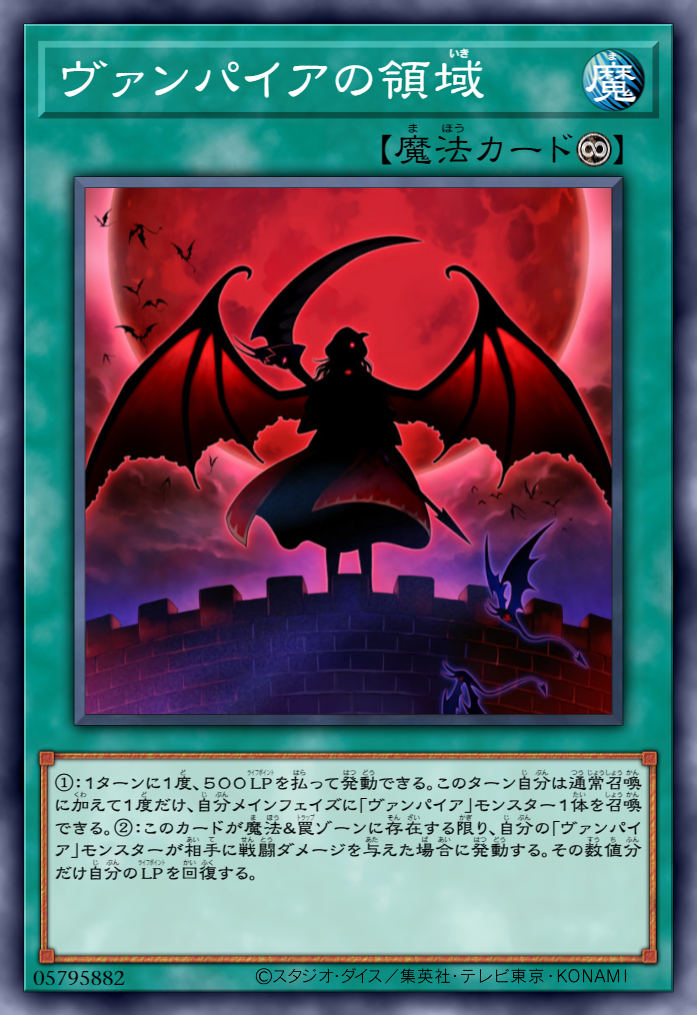 ヴァンパイアの領域
魔
【魔法カード】
①:1ターンに1度、500LPを払って発動できる。このターン自分は通常召喚
に加えて1度だけ、自分メインフェイズに「ヴァンパイア」モンスター1体を召喚
できる。②:このカードが魔法&罠ゾーンに存在する限り、自分の「ヴァンパイ
ア」モンスターが相手に戦闘ダメージを与えた場合に発動する。その数値分
だけ自分のLPを回復する。
05795882
©スタジオ・ダイス/集英社・テレビ東京・KONAMI